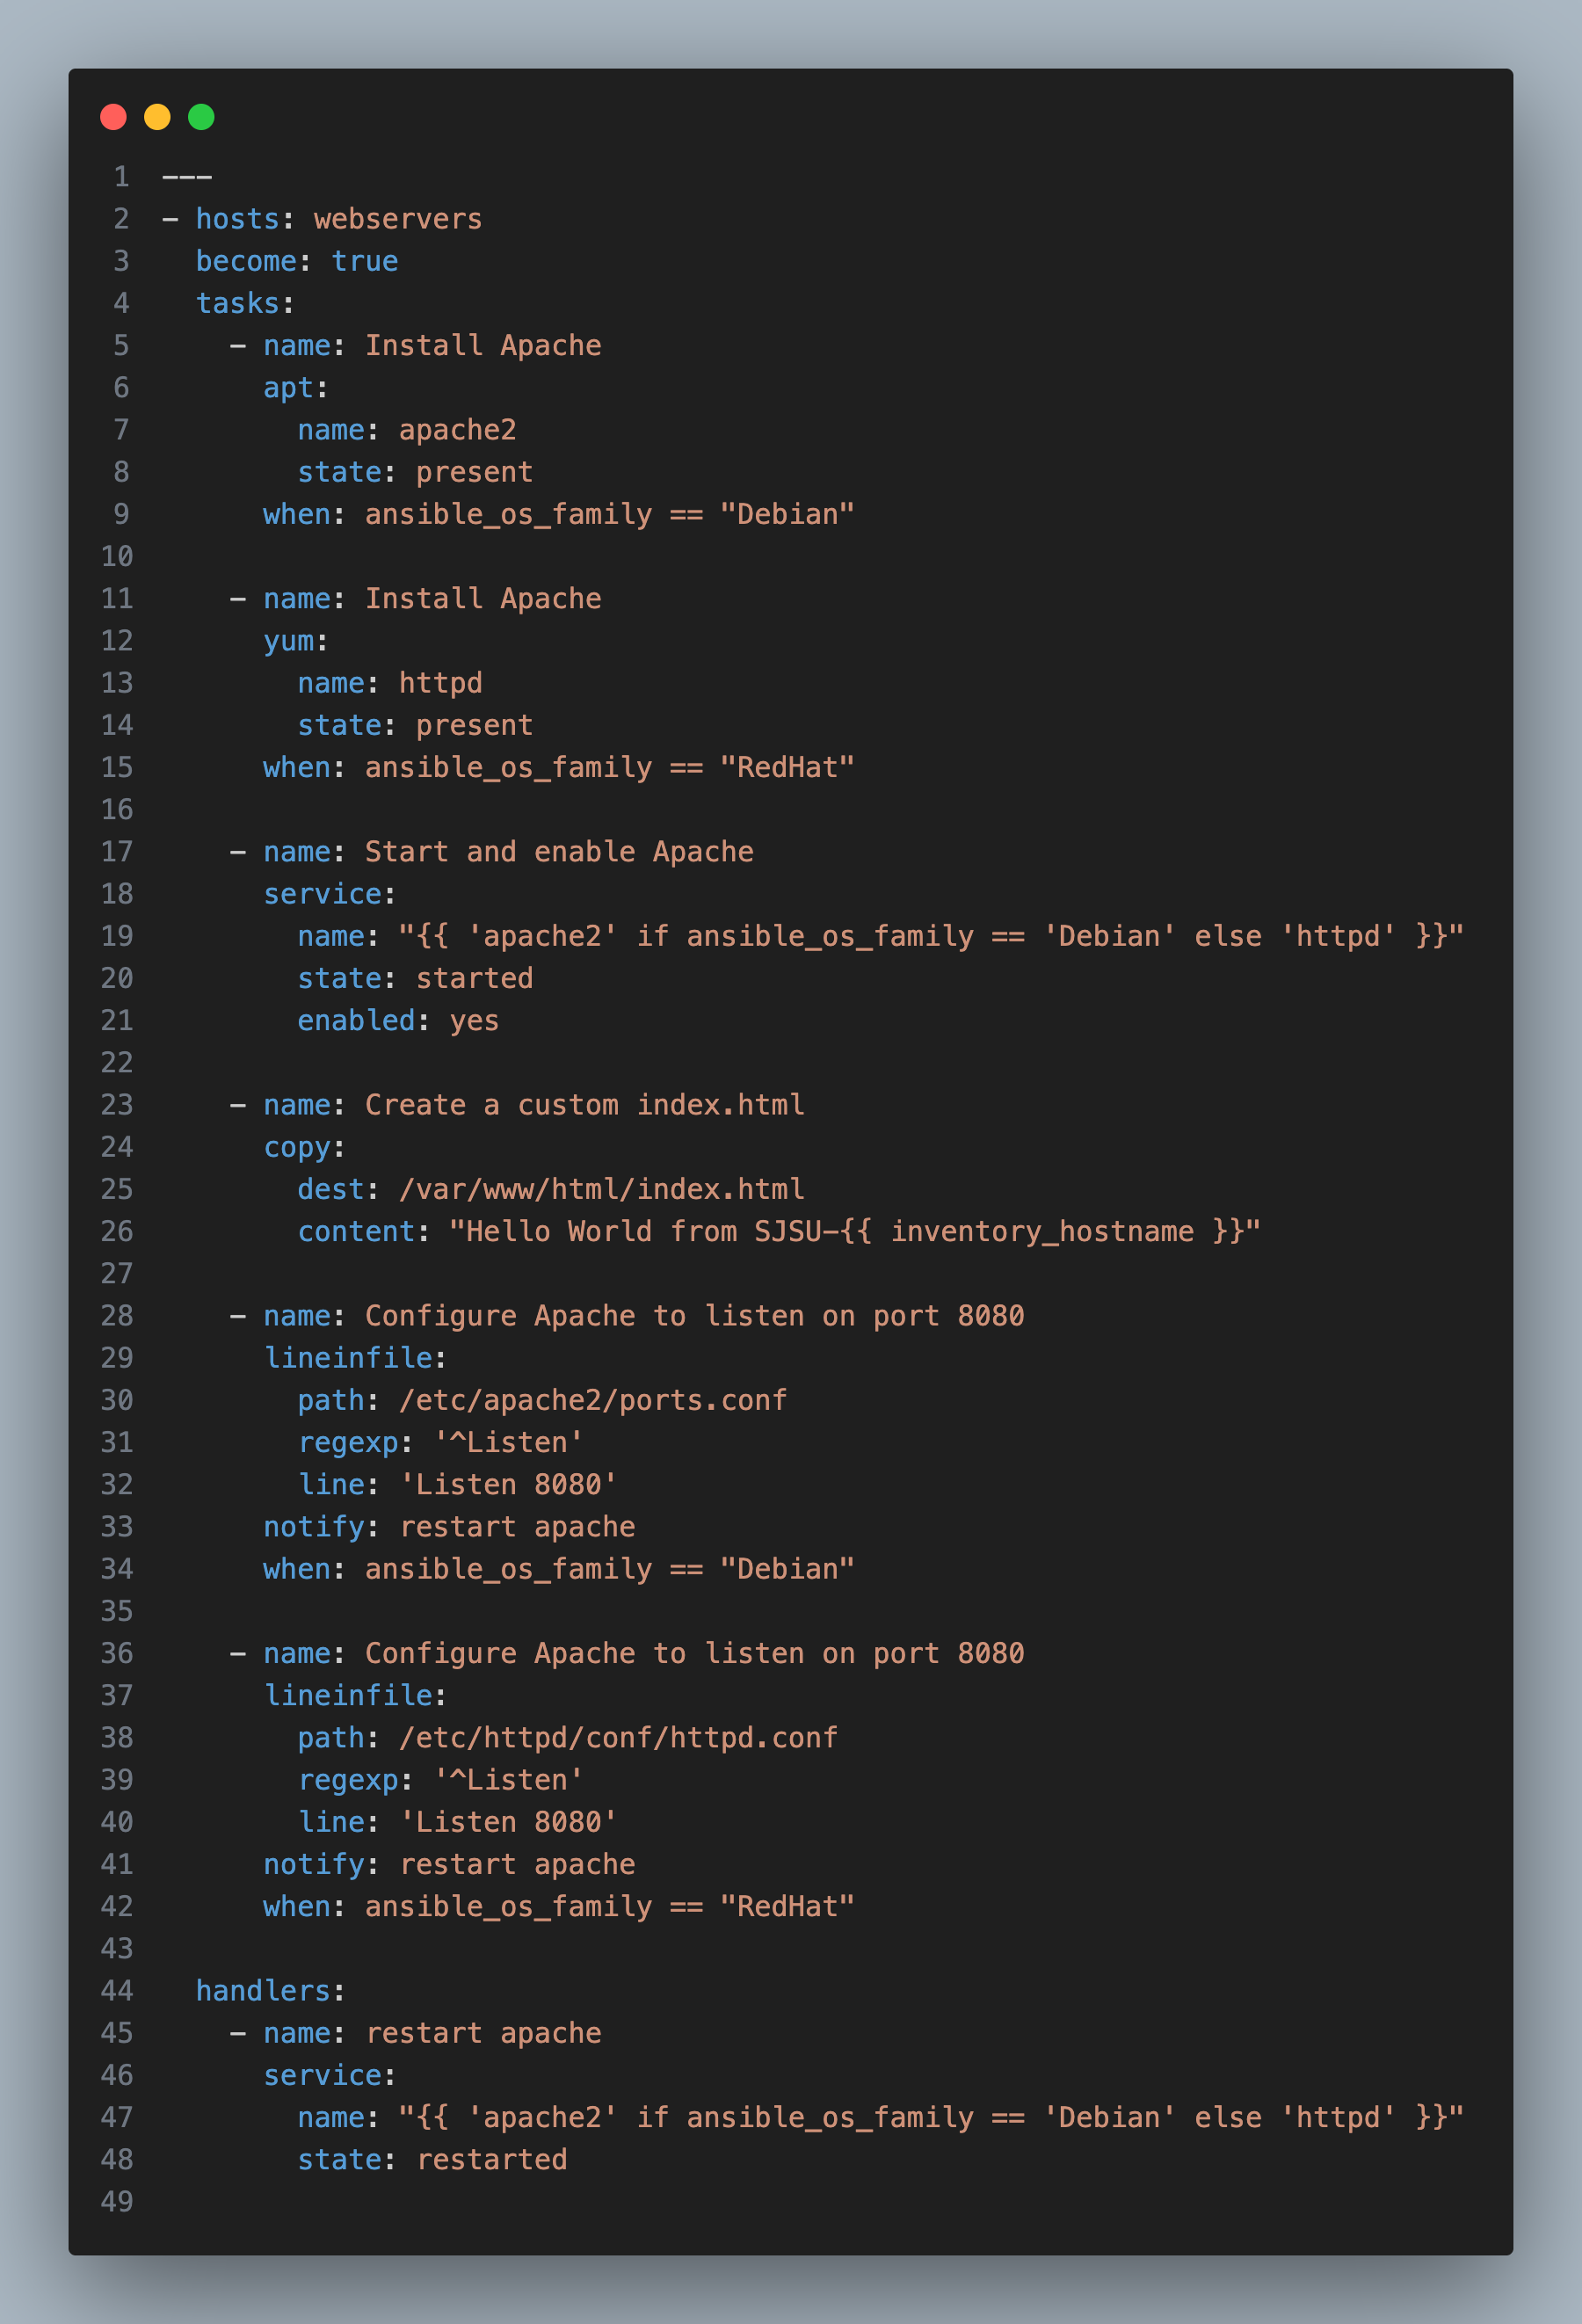 1 ---
2 - hosts: webservers
3   become: true
4   tasks:
5     - name: Install Apache
6       apt:
7         name: apache2
8         state: present
9       when: ansible_os_family == "Debian"
10
11     - name: Install Apache
12       yum:
13         name: httpd
14         state: present
15       when: ansible_os_family == "RedHat"
16
17     - name: Start and enable Apache
18       service:
19         name: "{{ 'apache2' if ansible_os_family == 'Debian' else 'httpd' }}"
20         state: started
21         enabled: yes
22
23     - name: Create a custom index.html
24       copy:
25         dest: /var/www/html/index.html
26         content: "Hello World from SJSU-{{ inventory_hostname }}"
27
28     - name: Configure Apache to listen on port 8080
29       lineinfile:
30         path: /etc/apache2/ports.conf
31         regexp: '^Listen'
32         line: 'Listen 8080'
33       notify: restart apache
34       when: ansible_os_family == "Debian"
35
36     - name: Configure Apache to listen on port 8080
37       lineinfile:
38         path: /etc/httpd/conf/httpd.conf
39         regexp: '^Listen'
40         line: 'Listen 8080'
41       notify: restart apache
42       when: ansible_os_family == "RedHat"
43
44   handlers:
45     - name: restart apache
46       service:
47         name: "{{ 'apache2' if ansible_os_family == 'Debian' else 'httpd' }}"
48         state: restarted
49